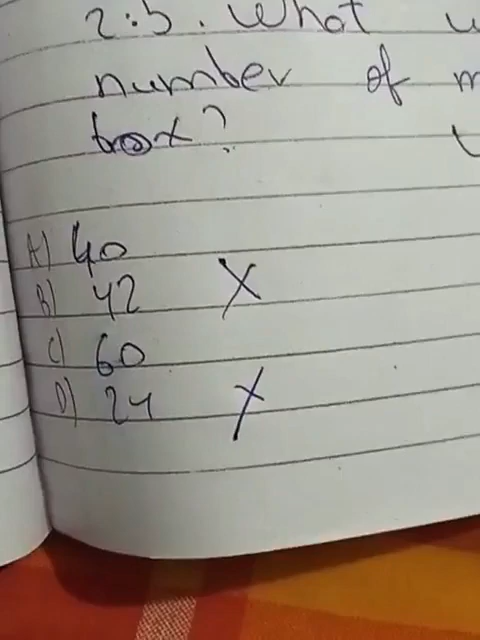 2:5. What
number of m
box?
A) 40
B) 42 X
C) 60
D) 24 X